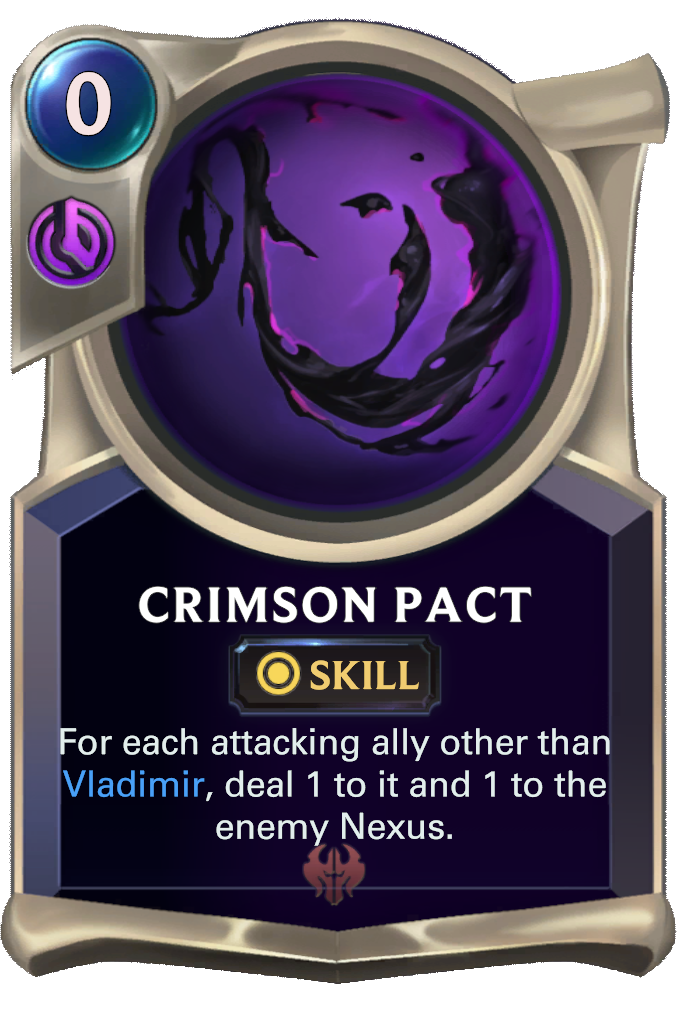 0
CRIMSON PACT
SKILL
For each attacking ally other than
Vladimir, deal 1 to it and 1 to the
enemy Nexus.